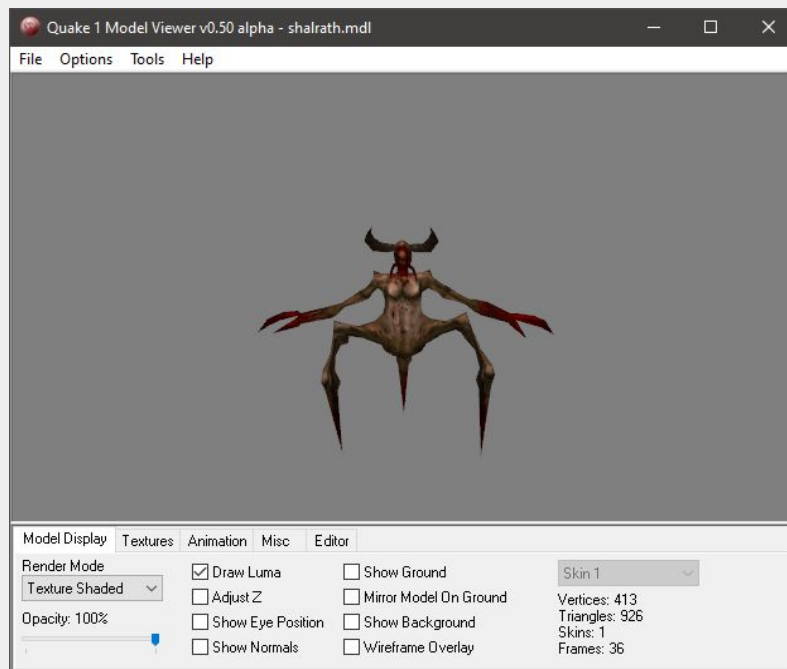 Quake 1 Model Viewer v0.50 alpha - shalrath.mdl
File Options Tools Help
Model Display Textures Animation Misc Editor
Render Mode
Texture Shaded
Opacity: 100%
Draw Luma
Adjust Z
Show Eye Position
Show Normals
Show Ground
Mirror Model On Ground
Show Background
Wireframe Overlay
Skin 1
Vertices: 413
Triangles: 926
Skins: 1
Frames: 36